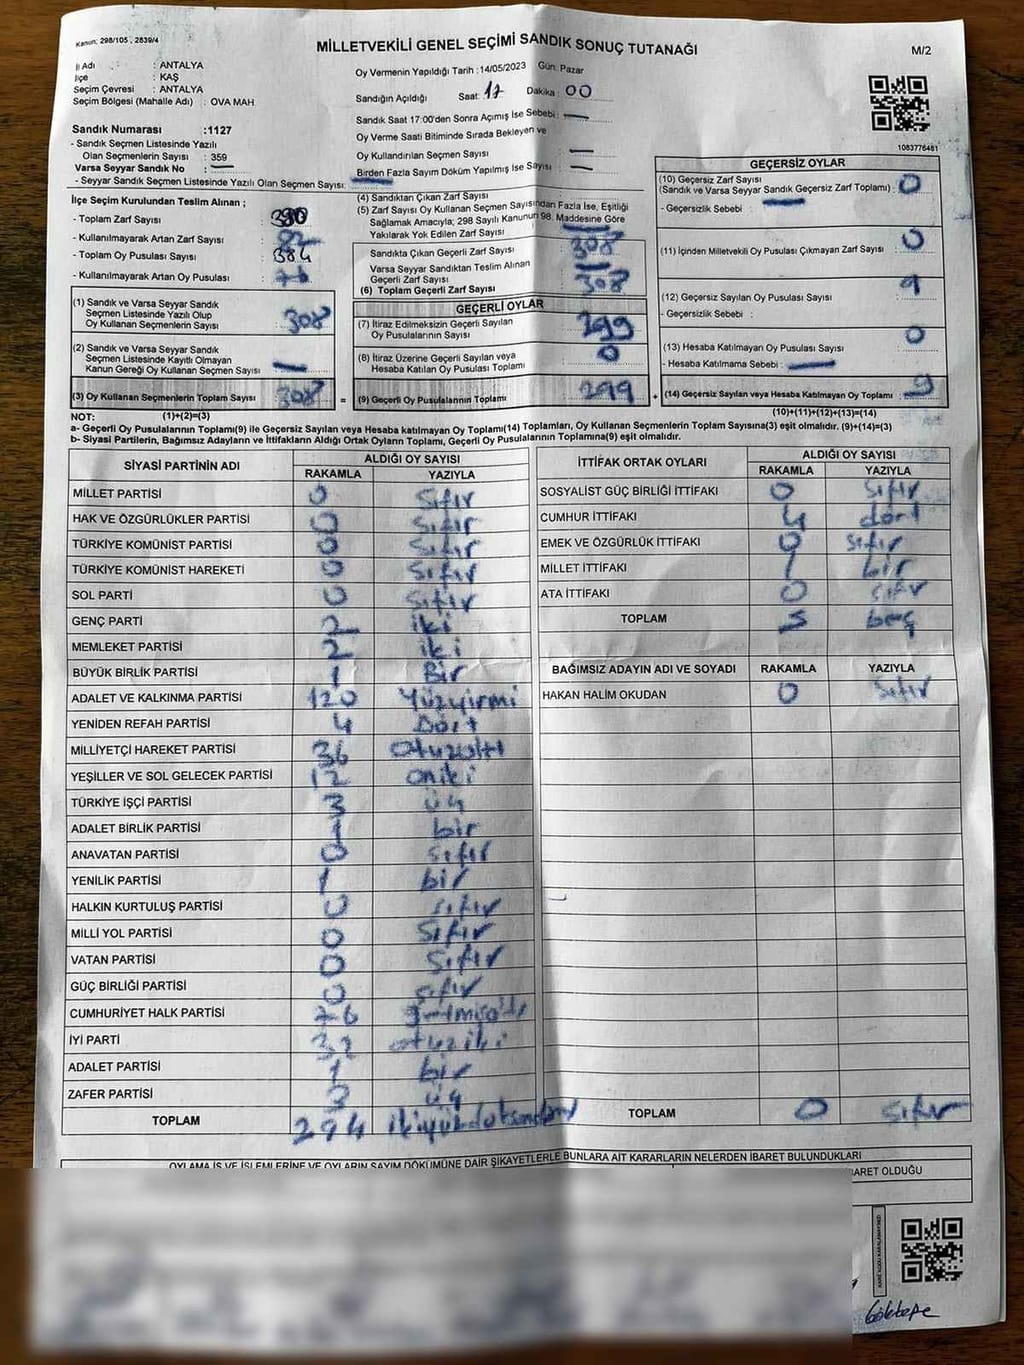 Kanun: 298/105 , 2839/4
MİLLETVEKİLİ GENEL SEÇİMİ SANDIK SONUÇ TUTANAĞI
M/2
İl Adı : ANTALYA
İlçe : KAŞ
Seçim Çevresi : ANTALYA
Seçim Bölgesi (Mahalle Adı) : OVA MAH.
Sandık Numarası :1127
- Sandık Seçmen Listesinde Yazılı
Olan Seçmenlerin Sayısı : 359
Varsa Seyyar Sandık No :
- Seyyar Sandık Seçmen Listesinde Yazılı Olan Seçmen Sayısı:
Oy Vermenin Yapıldığı Tarih :14/05/2023 Gün: Pazar
Sandığın Açıldığı Saat: 17 Dakika : 00
Sandık Saat 17:00'den Sonra Açımış İse Sebebi :
Oy Verme Saati Bitiminde Sırada Bekleyen ve
Oy Kullandırılan Seçmen Sayısı
Birden Fazla Sayım Döküm Yapılmış İse Sayısı :
1083776481
İlçe Seçim Kurulundan Teslim Alınan ;
- Toplam Zarf Sayısı : 390
- Kullanılmayarak Artan Zarf Sayısı : 82
- Toplam Oy Pusulası Sayısı : 384
- Kullanılmayarak Artan Oy Pusulası : 76
(1) Sandık ve Varsa Seyyar Sandık
Seçmen Listesinde Yazılı Olup
Oy Kullanan Seçmenlerin Sayısı : 308
(2) Sandık ve Varsa Seyyar Sandık
Seçmen Listesinde Kayıtlı Olmayan
Kanun Gereği Oy Kullanan Seçmen Sayısı :
(3) Oy Kullanan Seçmenlerin Toplam Sayısı : 308
(4) Sandıktan Çıkan Zarf Sayısı
(5) Zarf Sayısı Oy Kullanan Seçmen Sayısından Fazla İse, Eşitliği
Sağlamak Amacıyla; 298 Sayılı Kanunun 98. Maddesine Göre
Yakılarak Yok Edilen Zarf Sayısı
Sandıkta Çıkan Geçerli Zarf Sayısı : 308
Varsa Seyyar Sandıktan Teslim Alınan
Geçerli Zarf Sayısı
(6) Toplam Geçerli Zarf Sayısı : 308
GEÇERLİ OYLAR
(7) İtiraz Edilmeksizin Geçerli Sayılan
Oy Pusulalarının Sayısı : 299
(8) İtiraz Üzerine Geçerli Sayılan veya
Hesaba Katılan Oy Pusulası Toplamı : 0
= (9) Geçerli Oy Pusulalarının Toplamı : 299
GEÇERSİZ OYLAR
(10) Geçersiz Zarf Sayısı
(Sandık ve Varsa Seyyar Sandık Geçersiz Zarf Toplamı) : 0
- Geçersizlik Sebebi :
(11) İçinden Milletvekili Oy Pusulası Çıkmayan Zarf Sayısı : 0
(12) Geçersiz Sayılan Oy Pusulası Sayısı : 9
- Geçersizlik Sebebi :
(13) Hesaba Katılmayan Oy Pusulası Sayısı : 0
- Hesaba Katılmama Sebebi :
+ (14) Geçersiz Sayılan veya Hesaba Katılmayan Oy Toplamı : 9
NOT: (1)+(2)=(3) (10)+(11)+(12)+(13)=(14)
a- Geçerli Oy Pusulalarının Toplamı(9) ile Geçersiz Sayılan veya Hesaba katılmayan Oy Toplamı(14) Toplamları, Oy Kullanan Seçmenlerin Toplam Sayısına(3) eşit olmalıdır. (9)+(14)=(3)
b- Siyasi Partilerin, Bağımsız Adayların ve İttifakların Aldığı Ortak Oyların Toplamı, Geçerli Oy Pusulalarının Toplamına(9) eşit olmalıdır.
SİYASİ PARTİNİN ADI ALDIĞI OY SAYISI
RAKAMLA YAZIYLA
MİLLET PARTİSİ 0 sıfır
HAK VE ÖZGÜRLÜKLER PARTİSİ 0 sıfır
TÜRKİYE KOMÜNİST PARTİSİ 0 sıfır
TÜRKİYE KOMÜNİST HAREKETİ 0 sıfır
SOL PARTİ 0 sıfır
GENÇ PARTİ 2 iki
MEMLEKET PARTİSİ 2 iki
BÜYÜK BİRLİK PARTİSİ 1 Bir
ADALET VE KALKINMA PARTİSİ 120 Yüzyirmi
YENİDEN REFAH PARTİSİ 4 Dört
MİLLİYETÇİ HAREKET PARTİSİ 36 otuzaltı
YEŞİLLER VE SOL GELECEK PARTİSİ 12 oniki
TÜRKİYE İŞÇİ PARTİSİ 3 üç
ADALET BİRLİK PARTİSİ 1 bir
ANAVATAN PARTİSİ 0 sıfır
YENİLİK PARTİSİ 1 bir
HALKIN KURTULUŞ PARTİSİ 0 sıfır
MİLLİ YOL PARTİSİ 0 sıfır
VATAN PARTİSİ 0 sıfır
GÜÇ BİRLİĞİ PARTİSİ 0 sıfır
CUMHURİYET HALK PARTİSİ 76
İYİ PARTİ 32 otuziki
ADALET PARTİSİ 1 bir
ZAFER PARTİSİ 3 üç
TOPLAM 294 ikiyüzdoksandört
İTTİFAK ORTAK OYLARI ALDIĞI OY SAYISI
RAKAMLA YAZIYLA
SOSYALİST GÜÇ BİRLİĞİ İTTİFAKI 0 sıfır
CUMHUR İTTİFAKI 4 dört
EMEK VE ÖZGÜRLÜK İTTİFAKI 0 sıfır
MİLLET İTTİFAKI 1 bir
ATA İTTİFAKI 0 sıfır
TOPLAM 5 beş
BAĞIMSIZ ADAYIN ADI VE SOYADI RAKAMLA YAZIYLA
HAKAN HALİM OKUDAN 0 sıfır
TOPLAM 0 sıfır
OYLAMA İŞ VE İŞLEMLERİNE VE OYLARIN SAYIM DÖKÜMÜNE DAİR ŞİKAYETLERLE BUNLARA AİT KARARLARIN NELERDEN İBARET BULUNDUKLARI
BARET OLDUĞU